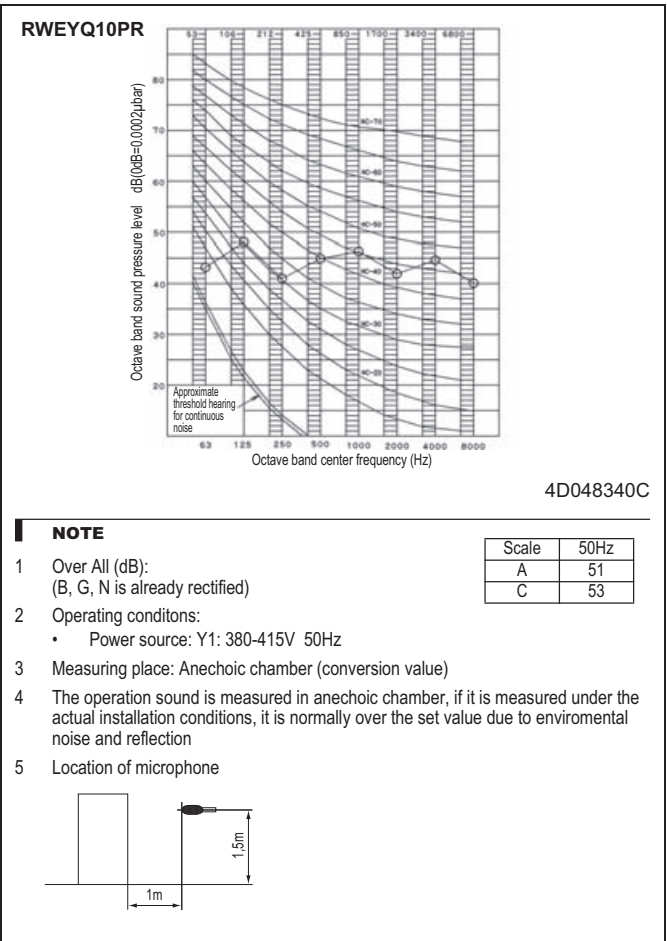 RWEYQ10PR
53 106 212 425 850 1700 3400 6800
Octave band sound pressure level dB(0dB=0.0002μbar)
80
70
60
50
40
30
20
NC-70
NC-60
NC-50
NC-40
NC-30
NC-20
Approximate
threshold hearing
for continuous
noise
63 125 250 500 1000 2000 4000 8000
Octave band center frequency (Hz)
4D048340C
NOTE
1 Over All (dB):
(B, G, N is already rectified)
Scale 50Hz
A 51
C 53
2 Operating conditons:
• Power source: Y1: 380-415V 50Hz
3 Measuring place: Anechoic chamber (conversion value)
4 The operation sound is measured in anechoic chamber, if it is measured under the
actual installation conditions, it is normally over the set value due to enviromental
noise and reflection
5 Location of microphone
1,5m
1m